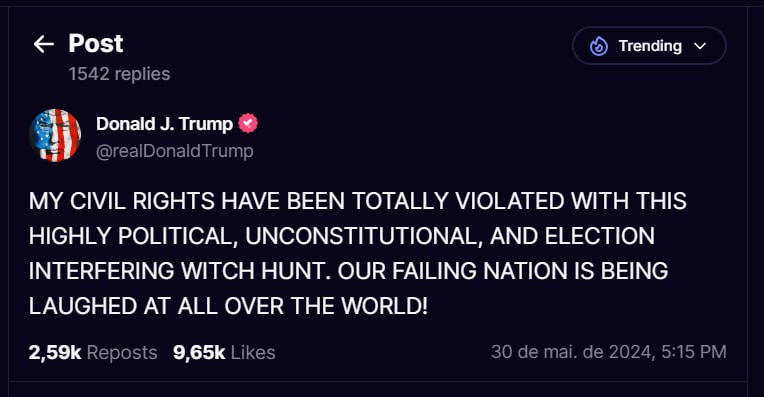 Post
Trending
1542 replies
Donald J. Trump
@realDonaldTrump
MY CIVIL RIGHTS HAVE BEEN TOTALLY VIOLATED WITH THIS
HIGHLY POLITICAL, UNCONSTITUTIONAL, AND ELECTION
INTERFERING WITCH HUNT. OUR FAILING NATION IS BEING
LAUGHED AT ALL OVER THE WORLD!
2,59k Reposts 9,65k Likes 30 de mai. de 2024, 5:15 PM